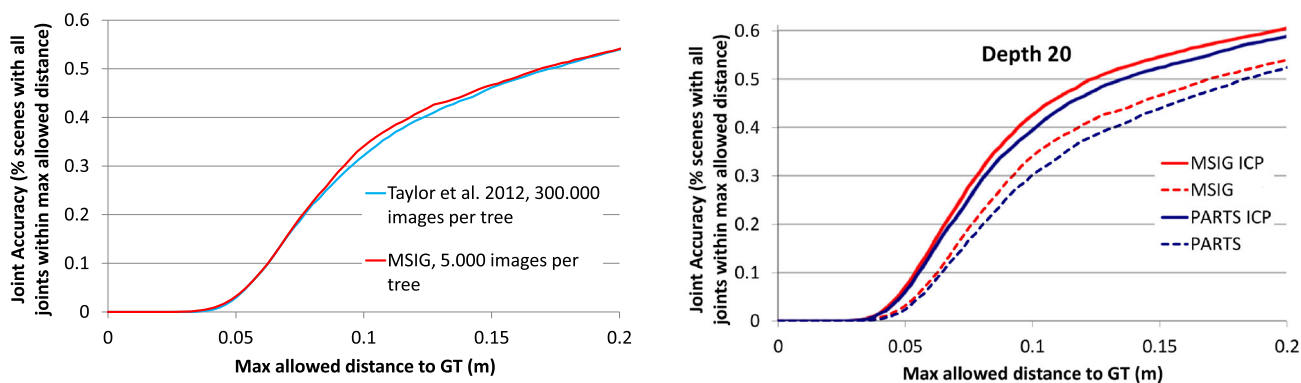 Joint Accuracy (% scenes with all
joints within max allowed distance)
0.6
0.5
0.4
0.3
0.2
0.1
0
Taylor et al. 2012, 300.000
images per tree
MSIG, 5.000 images per
tree
0
0.05
0.1
0.15
0.2
Max allowed distance to GT (m)
Joint Accuracy (% scenes with all
joints within max allowed distance)
0.6
0.5
0.4
0.3
0.2
0.1
0
Depth 20
MSIG ICP
MSIG
PARTS ICP
PARTS
0
0.05
0.1
0.15
0.2
Max allowed distance to GT (m)